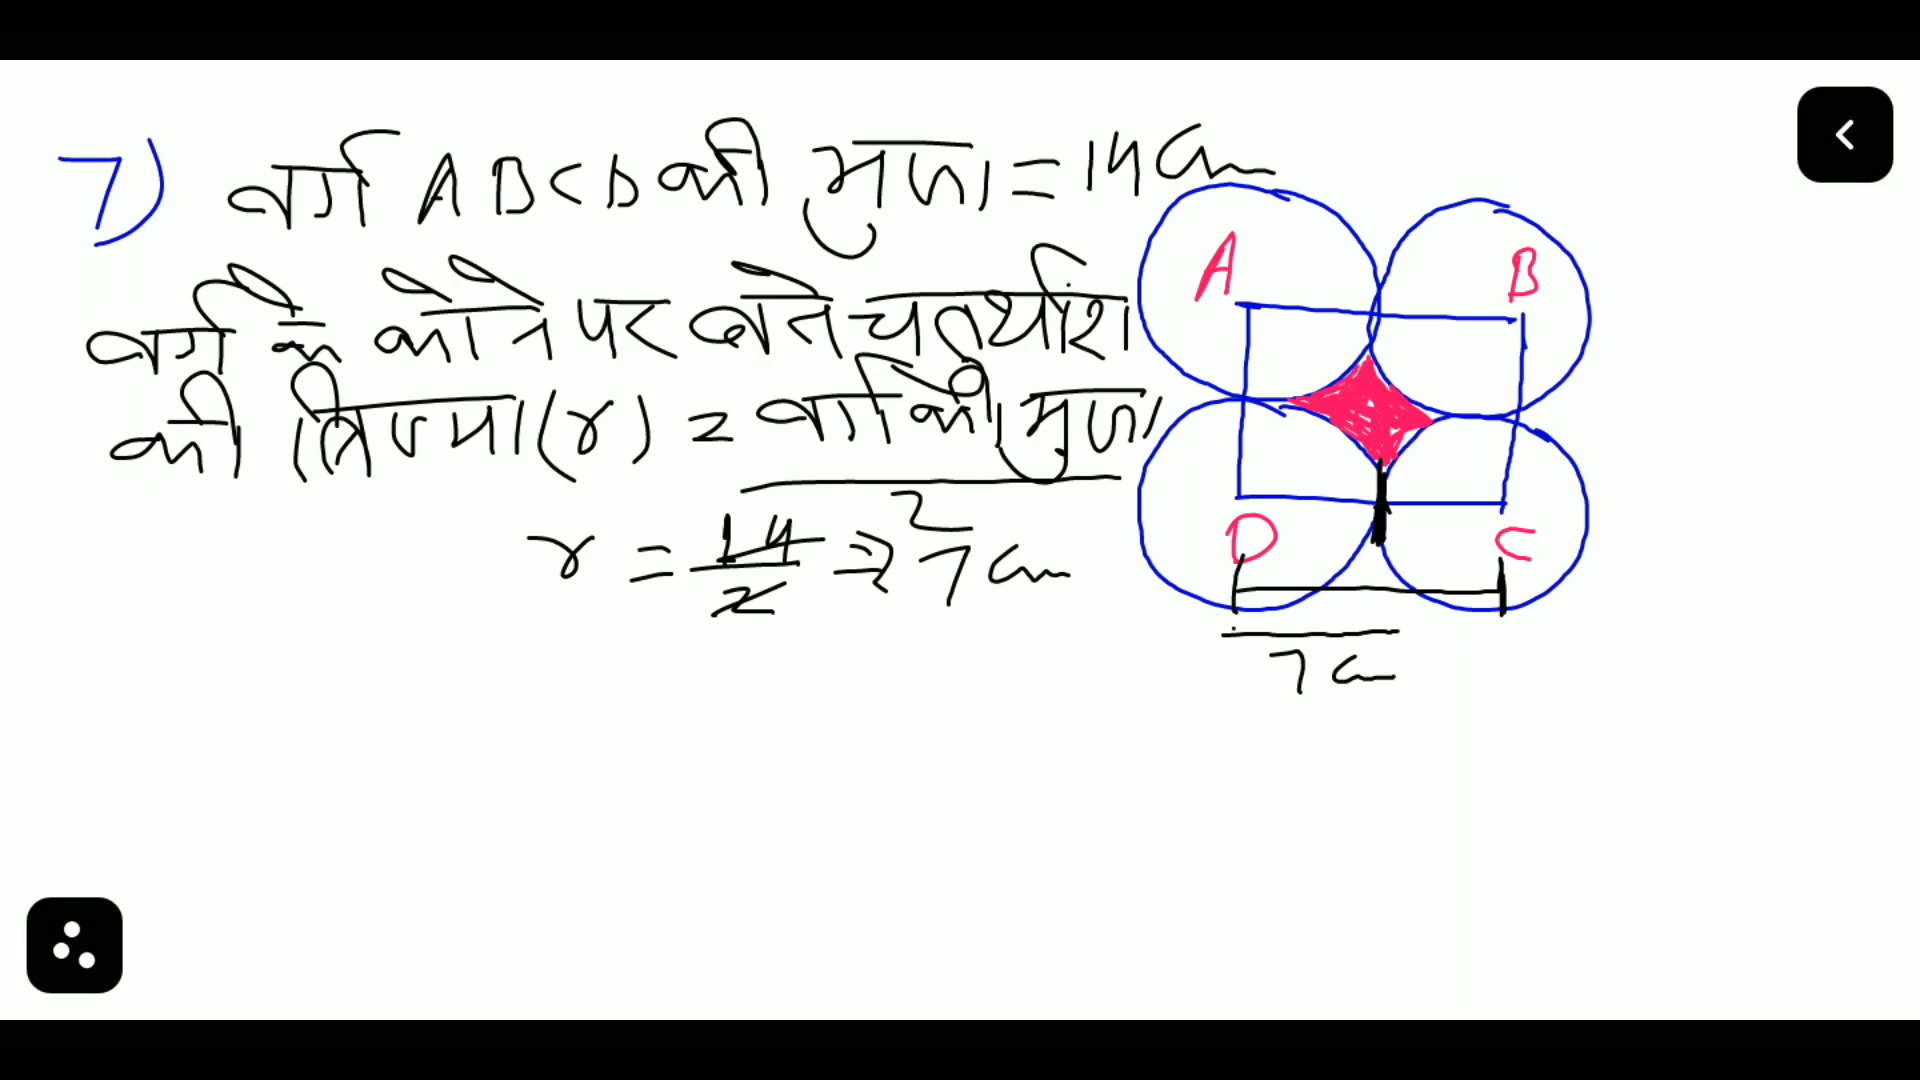 7) वर्ग ABCD की भुजा = 14 cm
वर्ग के कोने पर बने चतुर्थांश
की त्रिज्या (r) = वर्ग की भुजा
2
r = 14/2 => 7 cm
A
B
D
C
7 cm